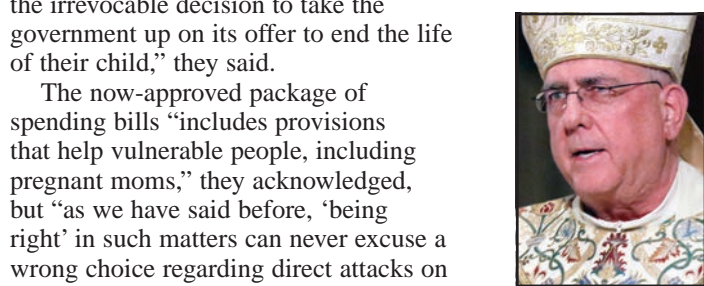 the irrevocable decision to take the
government up on its offer to end the life
of their child,” they said.
The now-approved package of
spending bills “includes provisions
that help vulnerable people, including
pregnant moms,” they acknowledged,
but “as we have said before, ‘being
right’ in such matters can never excuse a
wrong choice regarding direct attacks on